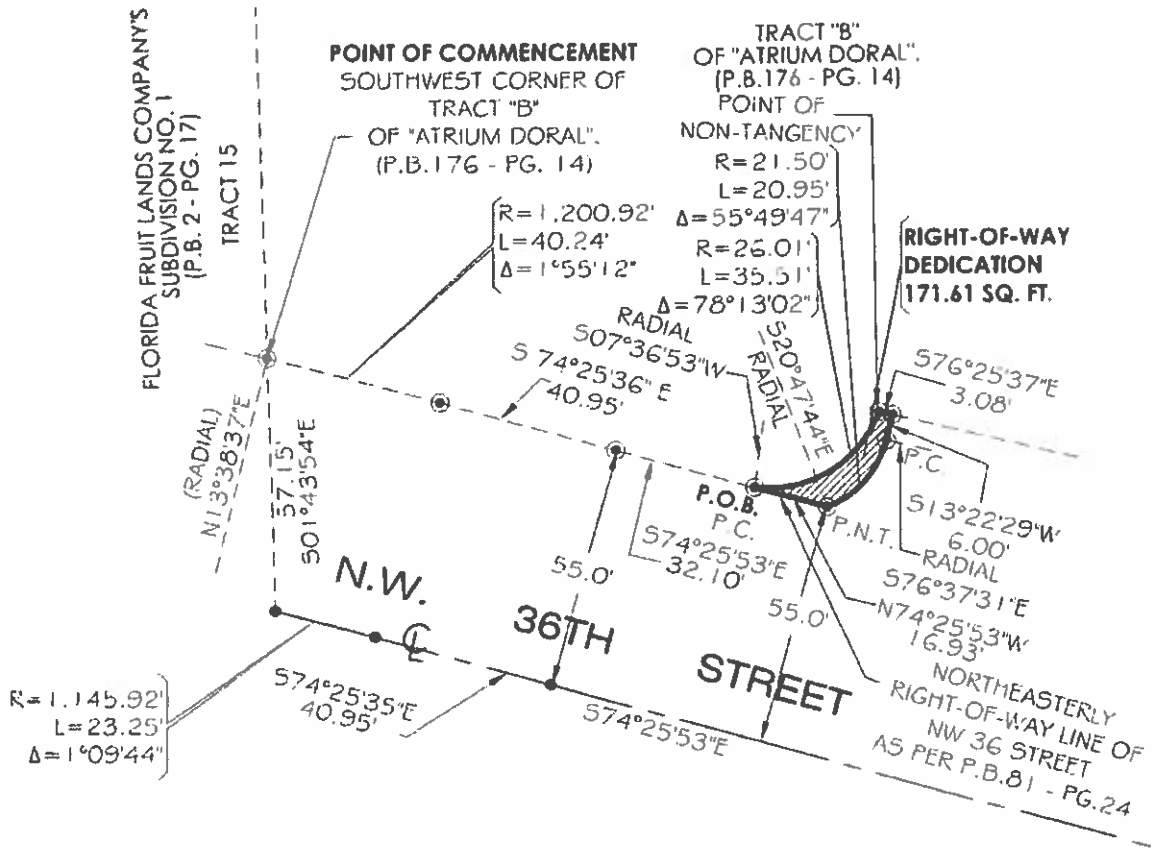 FLORIDA FRUIT LANDS COMPANY'S
SUBDIVISION NO. 1
(P.B. 2 - PG. 17)
TRACT 15
POINT OF COMMENCEMENT
SOUTHWEST CORNER OF
TRACT "B"
OF "ATRIUM DORAL".
(P.B.176 - PG. 14)
TRACT "B"
OF "ATRIUM DORAL".
(P.B.176 - PG. 14)
POINT OF
NON-TANGENCY
R=21.50'
L=20.95'
Δ=55°49'47"
R=26.01'
L=35.51'
Δ=78°13'02"
R=1,200.92'
L=40.24'
Δ=1°55'12"
RIGHT-OF-WAY
DEDICATION
171.61 SQ. FT.
RADIAL
S07°36'53"W
S 74°25'36" E
40.95'
S20°47'44"E
RADIAL
S76°25'37"E
3.08'
(RADIAL)
N13°38'37"E
57.15'
S01°43'54"E
P.O.B.
P.C.
S74°25'53"E
32.10'
P.C.
S13°22'29"W
6.00'
P.N.T.
RADIAL
S76°37'31"E
N74°25'53"W
16.93'
55.0'
55.0'
N.W.
36TH
STREET
NORTHEASTERLY
RIGHT-OF-WAY LINE OF
NW 36 STREET
AS PER P.B.81 - PG.24
R=1,145.92'
L=23.25'
Δ=1°09'44"
℄
S74°25'35"E
40.95'
S74°25'53"E